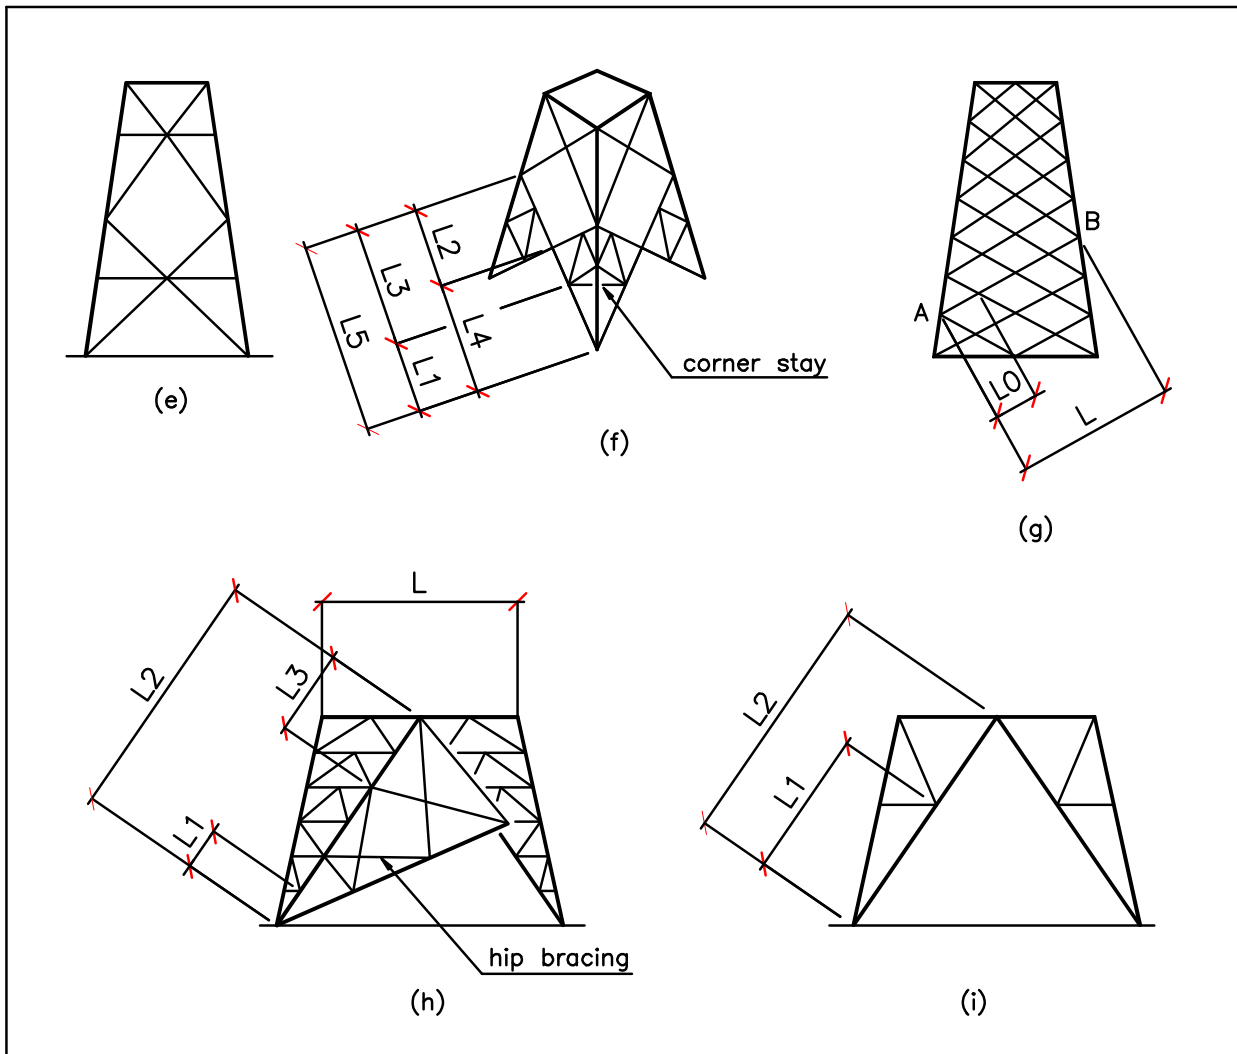 L2
L3
L5
L4
L1
corner stay
B
A
L0
L
(e)
(f)
(g)
L
L2
L3
L1
hip bracing
L2
L1
(h)
(i)